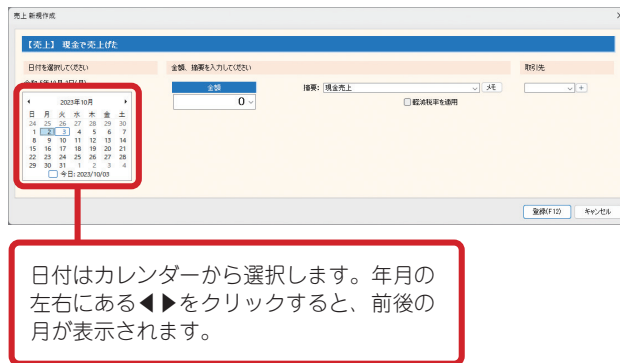 売上 新規作成
【売上】 現金で売上げた
日付を選択してください 金額、摘要を入力してください 取引先
金額 摘要: 現金売上 メモ +
0 軽減税率を適用
2023年10月
日 月 火 水 木 金 土
24 25 26 27 28 29 30
1 2 3 4 5 6 7
8 9 10 11 12 13 14
15 16 17 18 19 20 21
22 23 24 25 26 27 28
29 30 31 1 2 3 4
今日: 2023/10/03
登録(F12) キャンセル
日付はカレンダーから選択します。年月の
左右にある◀▶をクリックすると、前後の
月が表示されます。